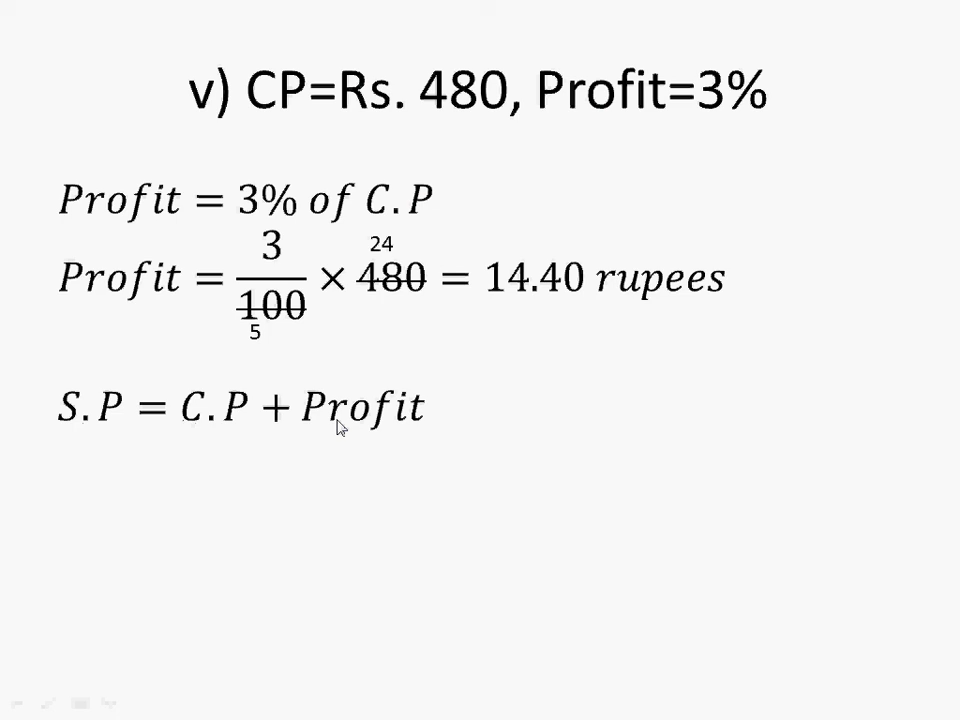 v) CP=Rs. 480, Profit=3%
Profit = 3% of C.P
Profit = 3/100 × 480 = 14.40 rupees
24
5
S.P = C.P + Profit